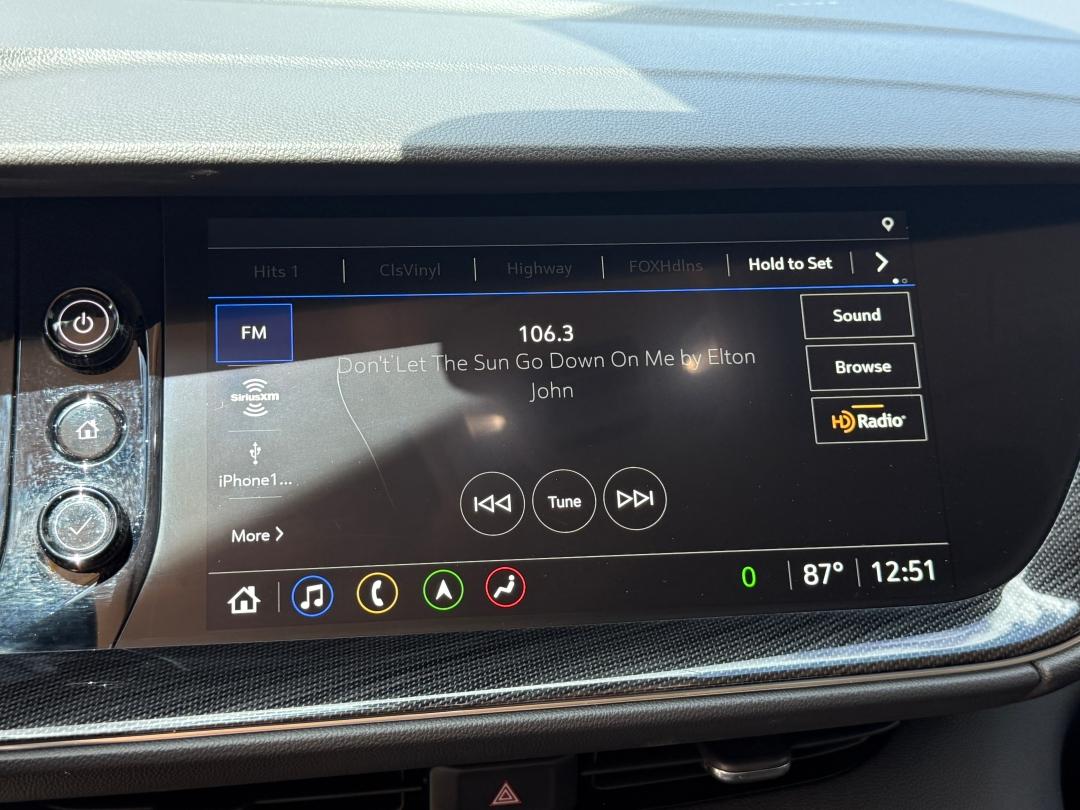 Hits 1 ClsVinyl Highway FOXHdlns Hold to Set
FM
106.3
Don't Let The Sun Go Down On Me by Elton
John
Sound
Browse
HD Radio
SiriusXM
iPhone1...
More
Tune
0 87° 12:51